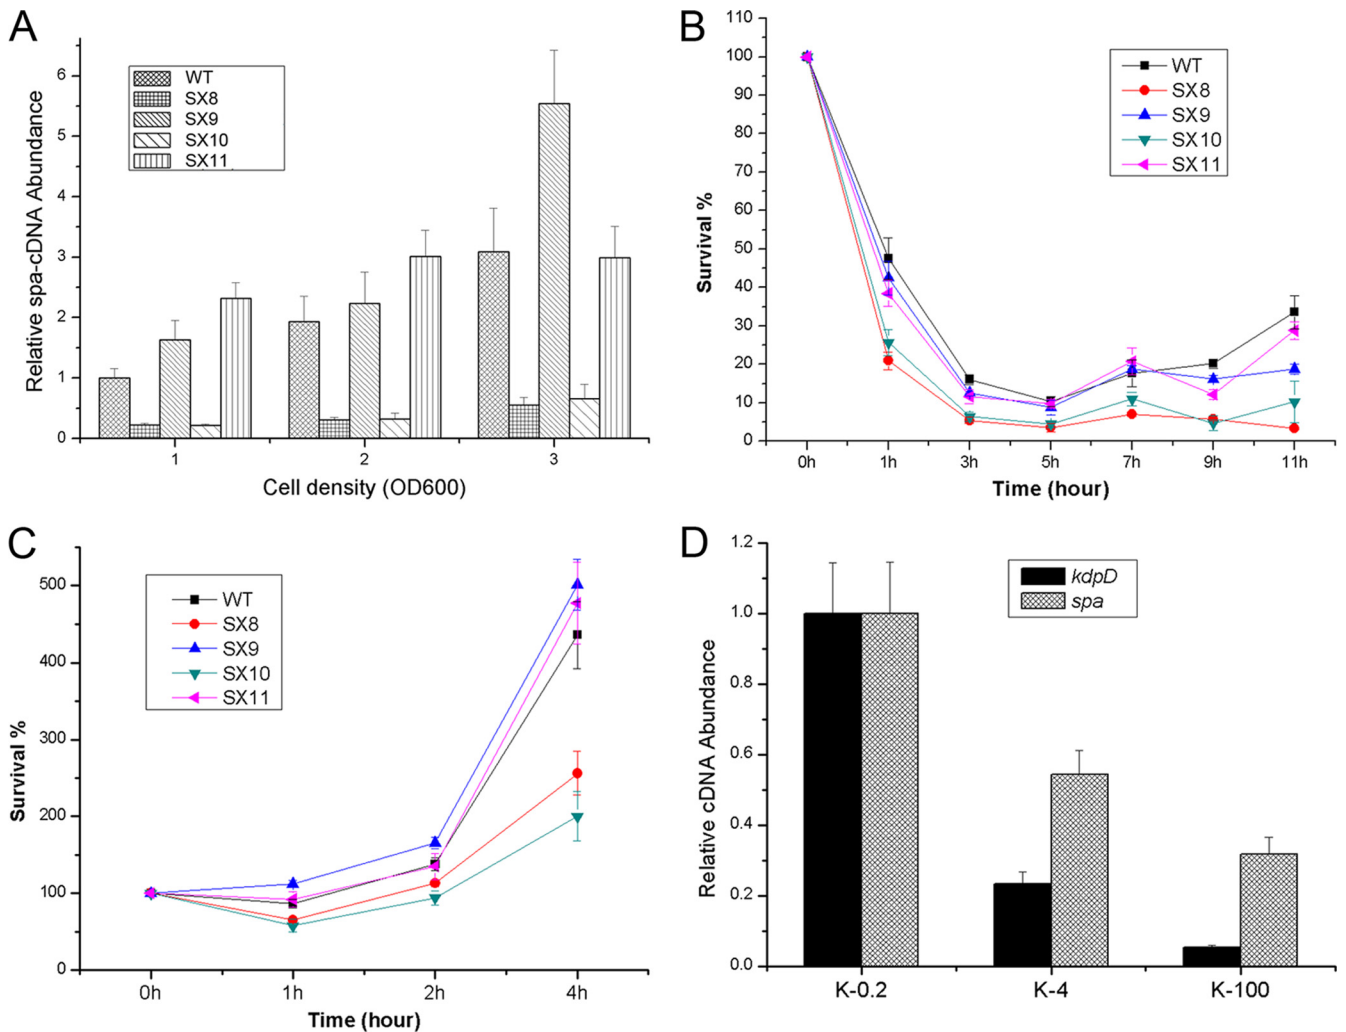 A
Relative spa-cDNA Abundance
6
5
4
3
2
1
0
WT
SX8
SX9
SX10
SX11
1 2 3
Cell density (OD600)
B
Survival %
110
100
90
80
70
60
50
40
30
20
10
0
WT
SX8
SX9
SX10
SX11
0h 1h 3h 5h 7h 9h 11h
Time (hour)
C
Survival %
500
400
300
200
100
0
WT
SX8
SX9
SX10
SX11
0h 1h 2h 4h
Time (hour)
D
Relative cDNA Abundance
1.2
1.0
0.8
0.6
0.4
0.2
0.0
kdpD
spa
K-0.2 K-4 K-100